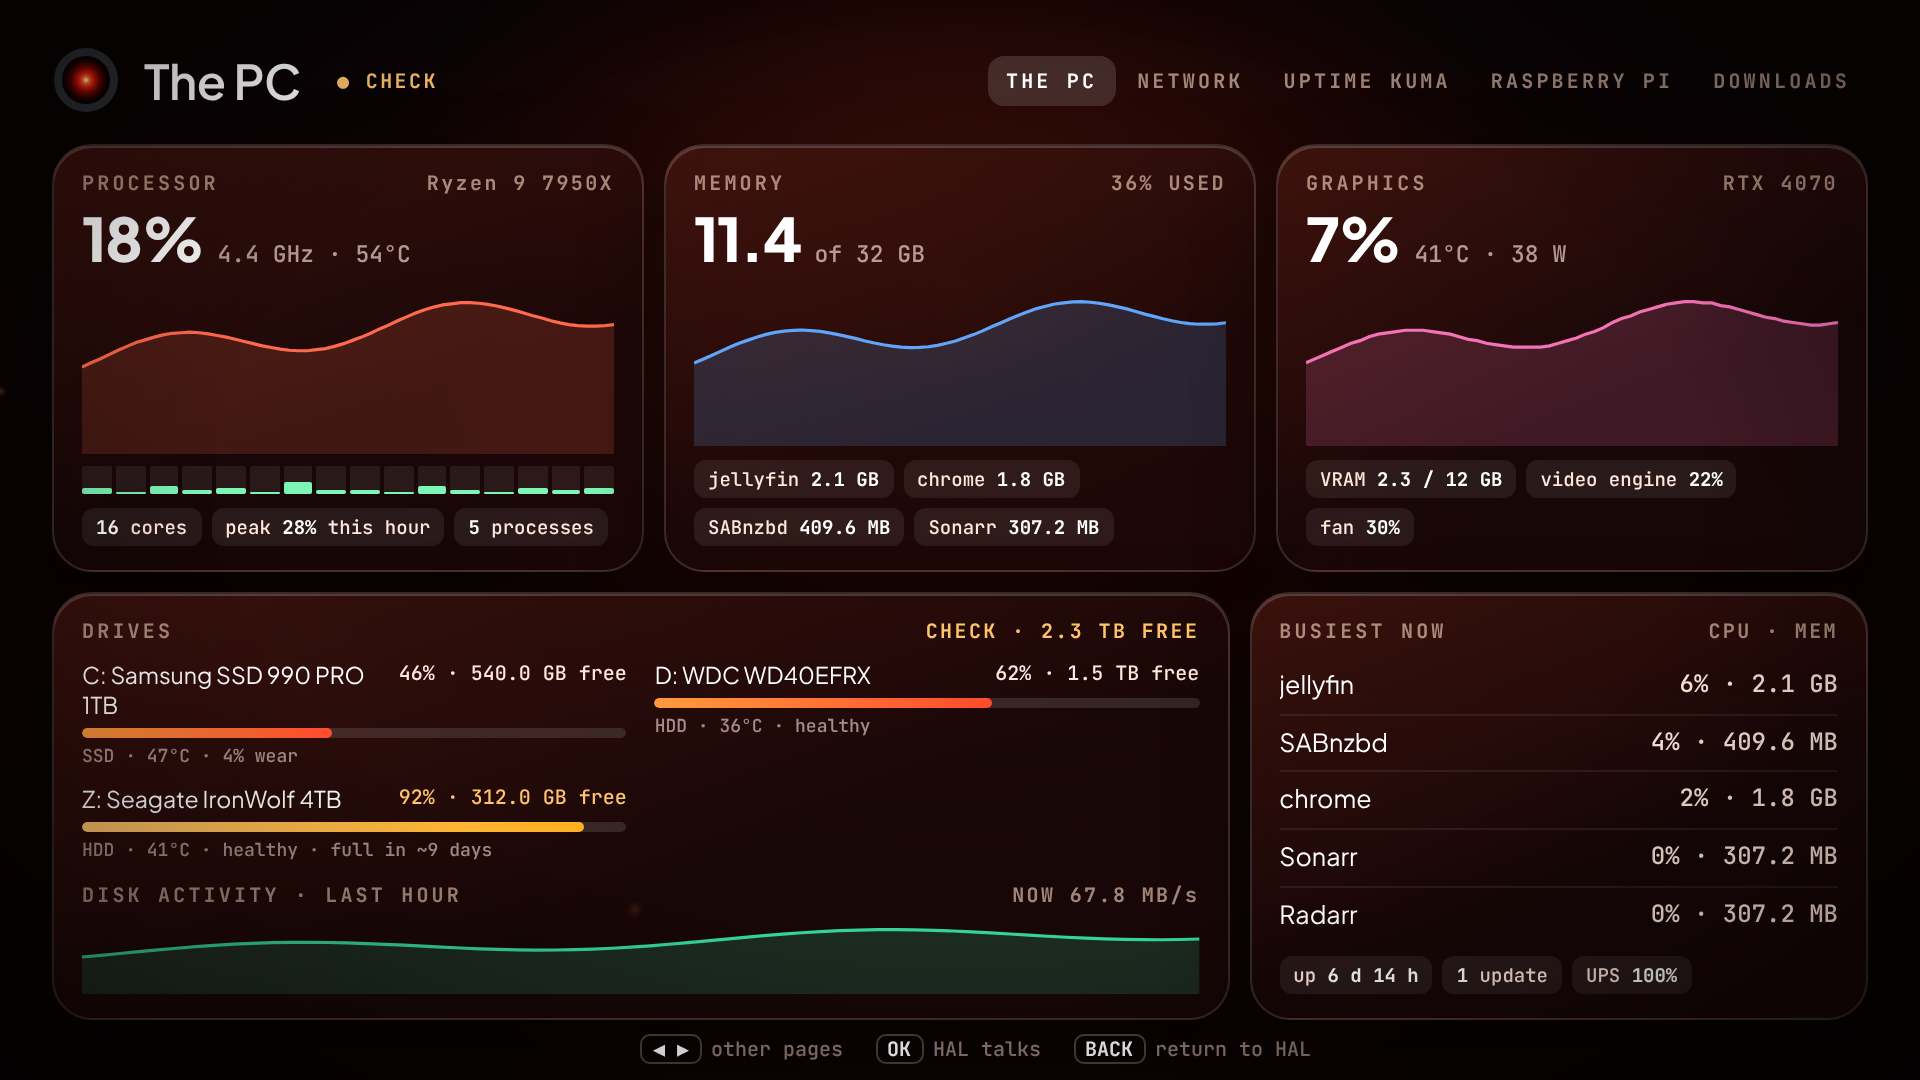 The PC
● CHECK
THE PC
NETWORK
UPTIME KUMA
RASPBERRY PI
DOWNLOADS
PROCESSOR
Ryzen 9 7950X
18% 4.4 GHz · 54°C
16 cores
peak 28% this hour
5 processes
MEMORY
36% USED
11.4 of 32 GB
jellyfin 2.1 GB
chrome 1.8 GB
SABnzbd 409.6 MB
Sonarr 307.2 MB
GRAPHICS
RTX 4070
7% 41°C · 38 W
VRAM 2.3 / 12 GB
video engine 22%
fan 30%
DRIVES
CHECK · 2.3 TB FREE
C: Samsung SSD 990 PRO
1TB
46% · 540.0 GB free
SSD · 47°C · 4% wear
D: WDC WD40EFRX
62% · 1.5 TB free
HDD · 36°C · healthy
Z: Seagate IronWolf 4TB
92% · 312.0 GB free
HDD · 41°C · healthy · full in ~9 days
DISK ACTIVITY · LAST HOUR
NOW 67.8 MB/s
BUSIEST NOW
CPU · MEM
jellyfin
6% · 2.1 GB
SABnzbd
4% · 409.6 MB
chrome
2% · 1.8 GB
Sonarr
0% · 307.2 MB
Radarr
0% · 307.2 MB
up 6 d 14 h
1 update
UPS 100%
◀ ▶ other pages
OK HAL talks
BACK return to HAL